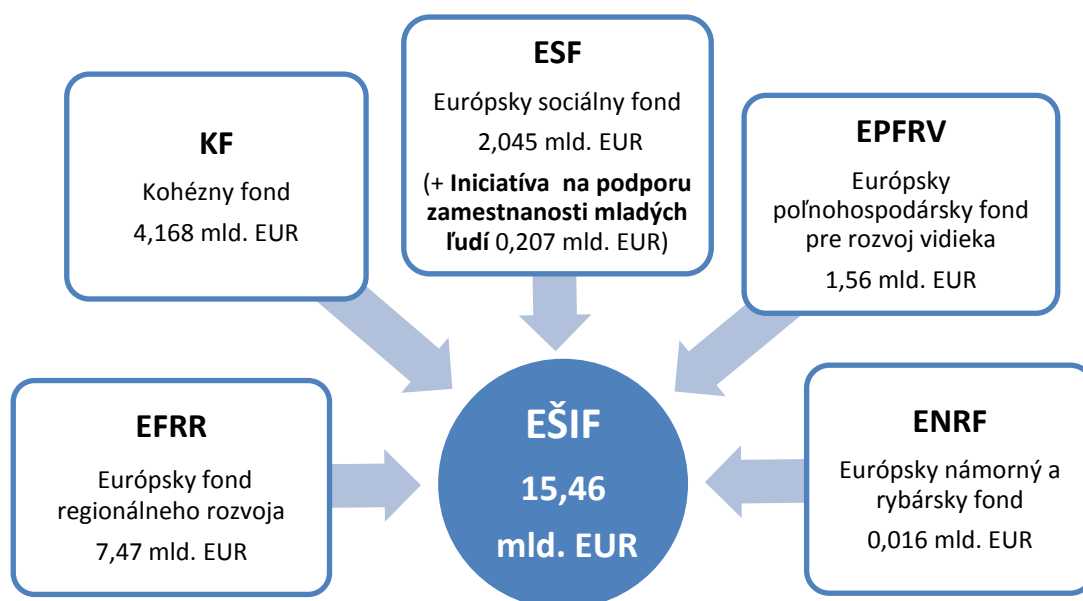 KF
Kohézny fond
4,168 mld. EUR
ESF
Európsky sociálny fond
2,045 mld. EUR
(+ Iniciatíva na podporu
zamestnanosti mladých
ľudí 0,207 mld. EUR)
EPFRV
Európsky
poľnohospodársky fond
pre rozvoj vidieka
1,56 mld. EUR
EFRR
Európsky fond
regionálneho rozvoja
7,47 mld. EUR
EŠIF
15,46
mld. EUR
ENRF
Európsky námorný a
rybársky fond
0,016 mld. EUR